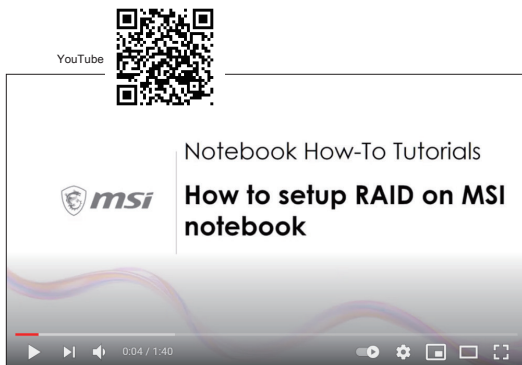 YouTube
Notebook How-To Tutorials
msi
How to setup RAID on MSI
notebook
0:04 / 1:40